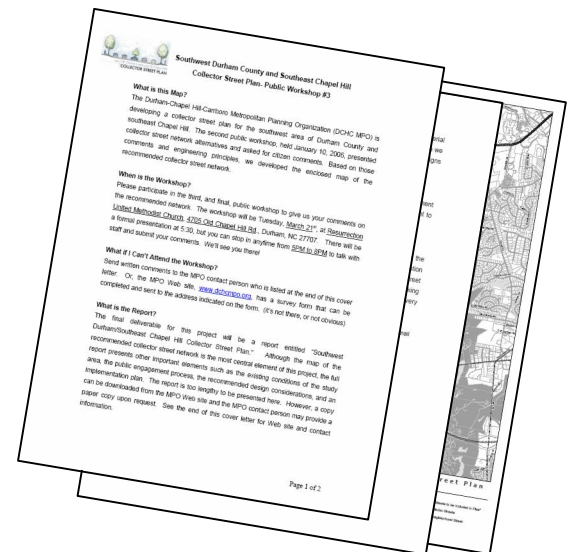 COLLECTOR STREET PLAN
Southwest Durham County and Southeast Chapel Hill
Collector Street Plan- Public Workshop #3
What is this Map?
The Durham-Chapel Hill-Carrboro Metropolitan Planning Organization (DCHC MPO) is
developing a collector street plan for the southwest area of Durham County and
southeast Chapel Hill. The second public workshop, held January 10, 2006, presented
collector street network alternatives and asked for citizen comments. Based on those
comments and engineering principles, we developed the enclosed map of the
recommended collector street network.
When is the Workshop?
Please participate in the third, and final, public workshop to give us your comments on
the recommended network. The workshop will be Tuesday, March 21st, at Resurrection
United Methodist Church, 4705 Old Chapel Hill Rd., Durham, NC 27707. There will be
a formal presentation at 5:30, but you can stop in anytime from 5PM to 8PM to talk with
staff and submit your comments. We'll see you there!
What if I Can't Attend the Workshop?
Send written comments to the MPO contact person who is listed at the end of this cover
letter. Or, the MPO Web site, www.dchcmpo.org, has a survey form that can be
completed and sent to the address indicated on the form. (it's not there, or not obvious)
What is the Report?
The final deliverable for this project will be a report entitled "Southwest
Durham/Southeast Chapel Hill Collector Street Plan." Although the map of the
recommended collector street network is the most central element of this project, the full
report presents other important elements such as the existing conditions of the study
area, the public engagement process, the recommended design considerations, and an
implementation plan. The report is too lengthy to be presented here. However, a copy
can be downloaded from the MPO Web site and the MPO contact person may provide a
paper copy upon request. See the end of this cover letter for Web site and contact
information.
Page 1 of 2
we
the
reet Plan